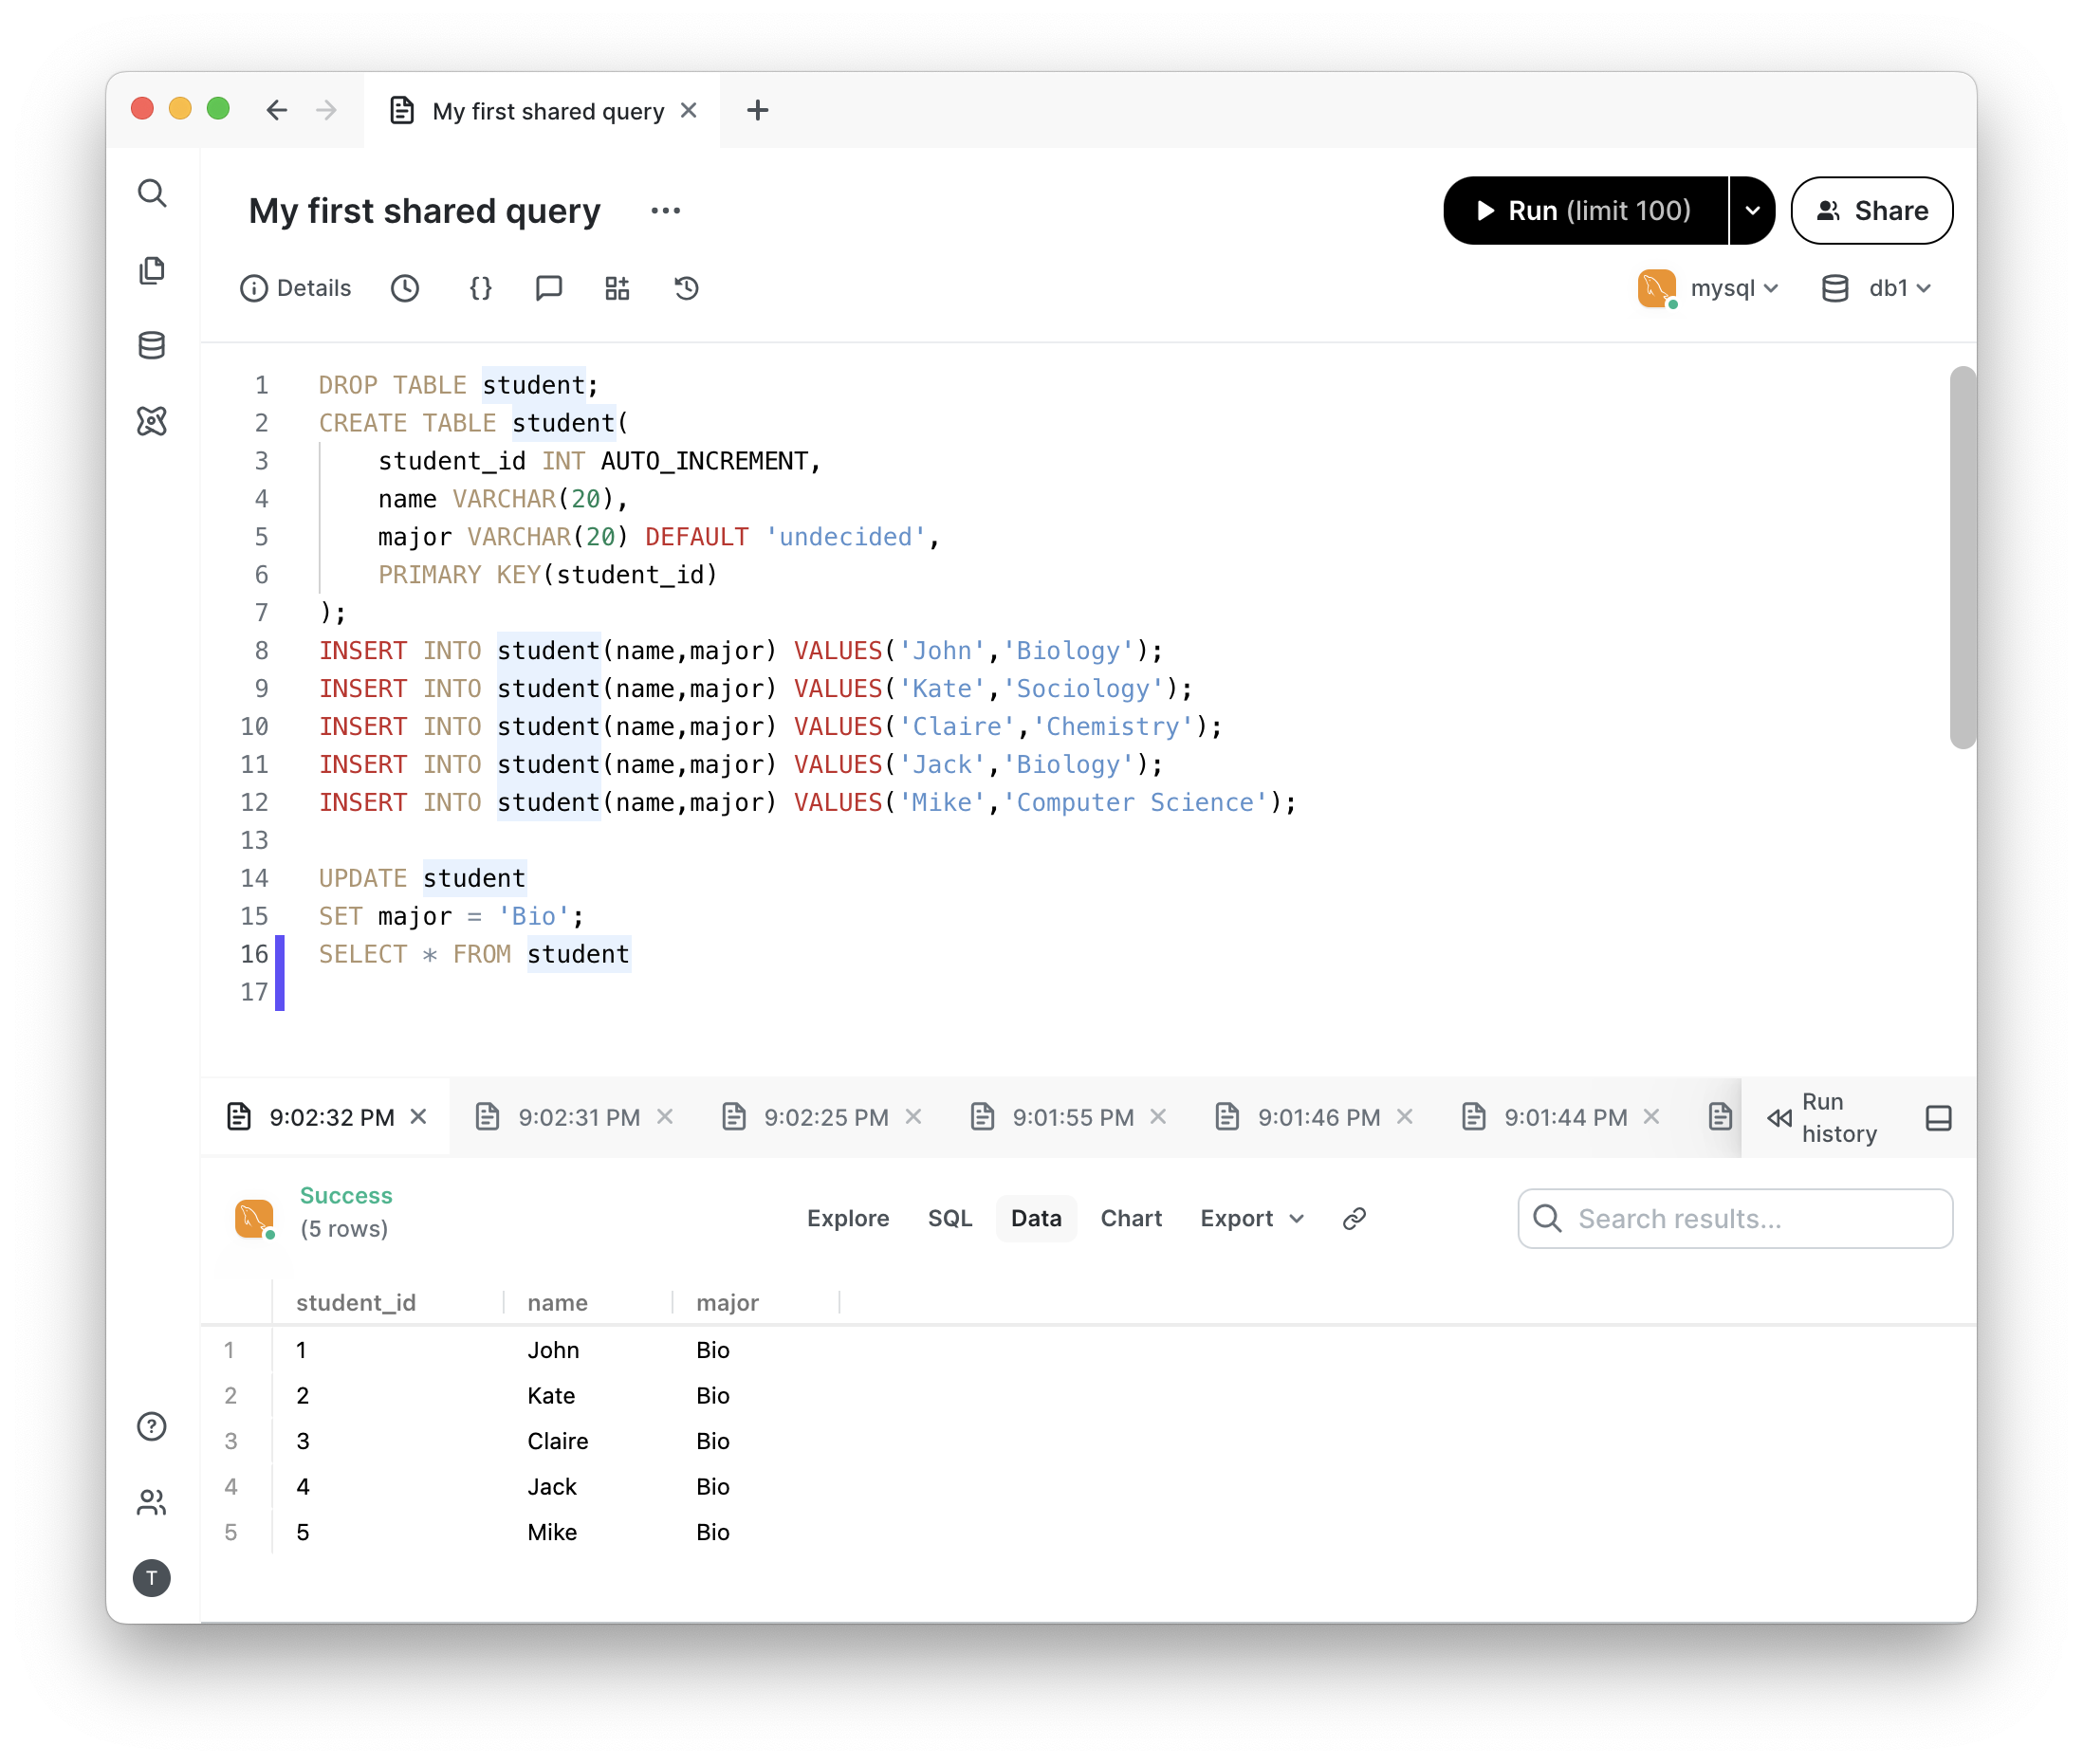 My first shared query
My first shared query
Run (limit 100)
Share
Details
{}
mysql
db1
1 DROP TABLE student;
2 CREATE TABLE student(
3 student_id INT AUTO_INCREMENT,
4 name VARCHAR(20),
5 major VARCHAR(20) DEFAULT 'undecided',
6 PRIMARY KEY(student_id)
7 );
8 INSERT INTO student(name,major) VALUES('John','Biology');
9 INSERT INTO student(name,major) VALUES('Kate','Sociology');
10 INSERT INTO student(name,major) VALUES('Claire','Chemistry');
11 INSERT INTO student(name,major) VALUES('Jack','Biology');
12 INSERT INTO student(name,major) VALUES('Mike','Computer Science');
13
14 UPDATE student
15 SET major = 'Bio';
16 SELECT * FROM student
17
9:02:32 PM 9:02:31 PM 9:02:25 PM 9:01:55 PM 9:01:46 PM 9:01:44 PM
Run
history
Success
(5 rows)
Explore SQL Data Chart Export
Search results...
student_id name major
1 1 John Bio
2 2 Kate Bio
3 3 Claire Bio
4 4 Jack Bio
5 5 Mike Bio
T